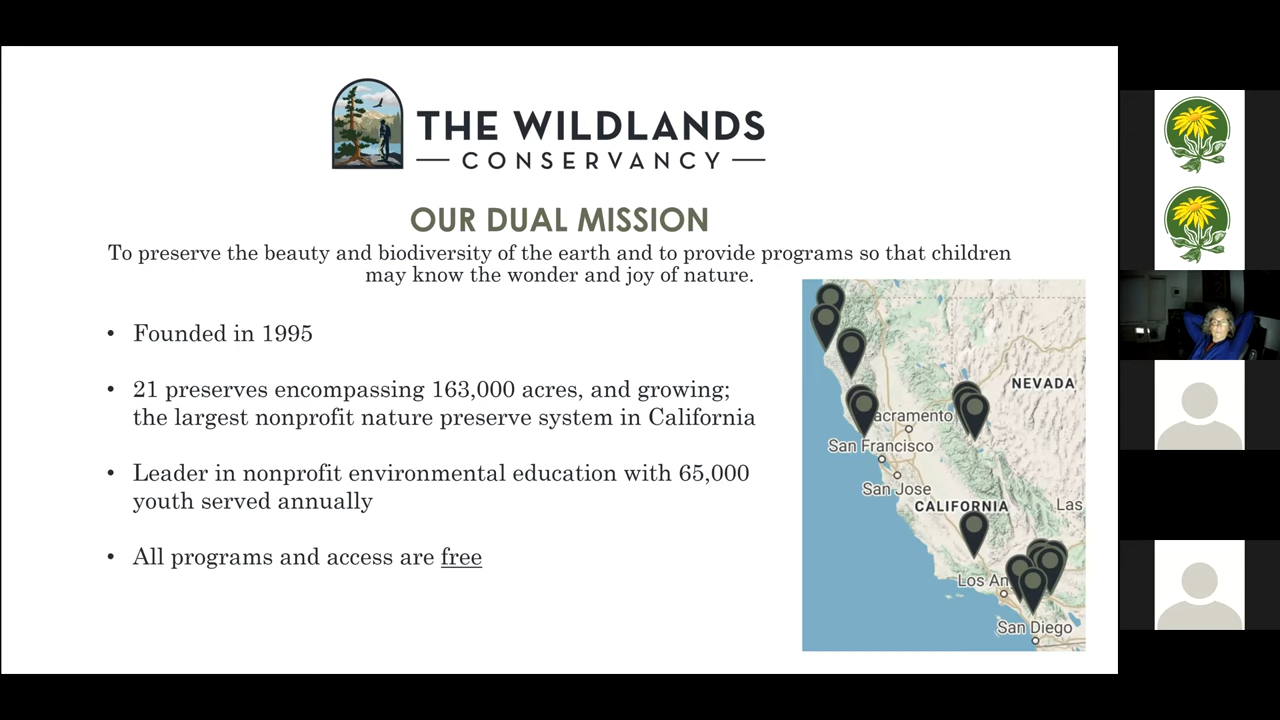 THE WILDLANDS
CONSERVANCY
OUR DUAL MISSION
To preserve the beauty and biodiversity of the earth and to provide programs so that children
may know the wonder and joy of nature.
• Founded in 1995
• 21 preserves encompassing 163,000 acres, and growing;
the largest nonprofit nature preserve system in California
• Leader in nonprofit environmental education with 65,000
youth served annually
• All programs and access are free
NEVADA
acramento
San Francisco
San Jose
CALIFORNIA
Las
Los An
San Diego